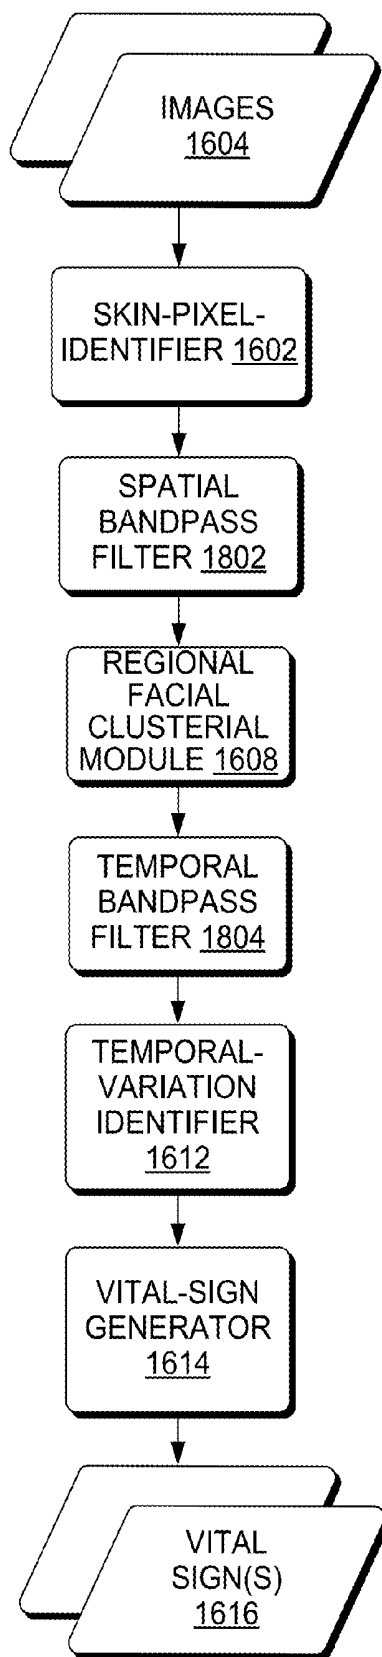 IMAGES
1604
SKIN-PIXEL-
IDENTIFIER 1602
SPATIAL
BANDPASS
FILTER 1802
REGIONAL
FACIAL
CLUSTERIAL
MODULE 1608
TEMPORAL
BANDPASS
FILTER 1804
TEMPORAL-
VARIATION
IDENTIFIER
1612
VITAL-SIGN
GENERATOR
1614
VITAL
SIGN(S)
1616